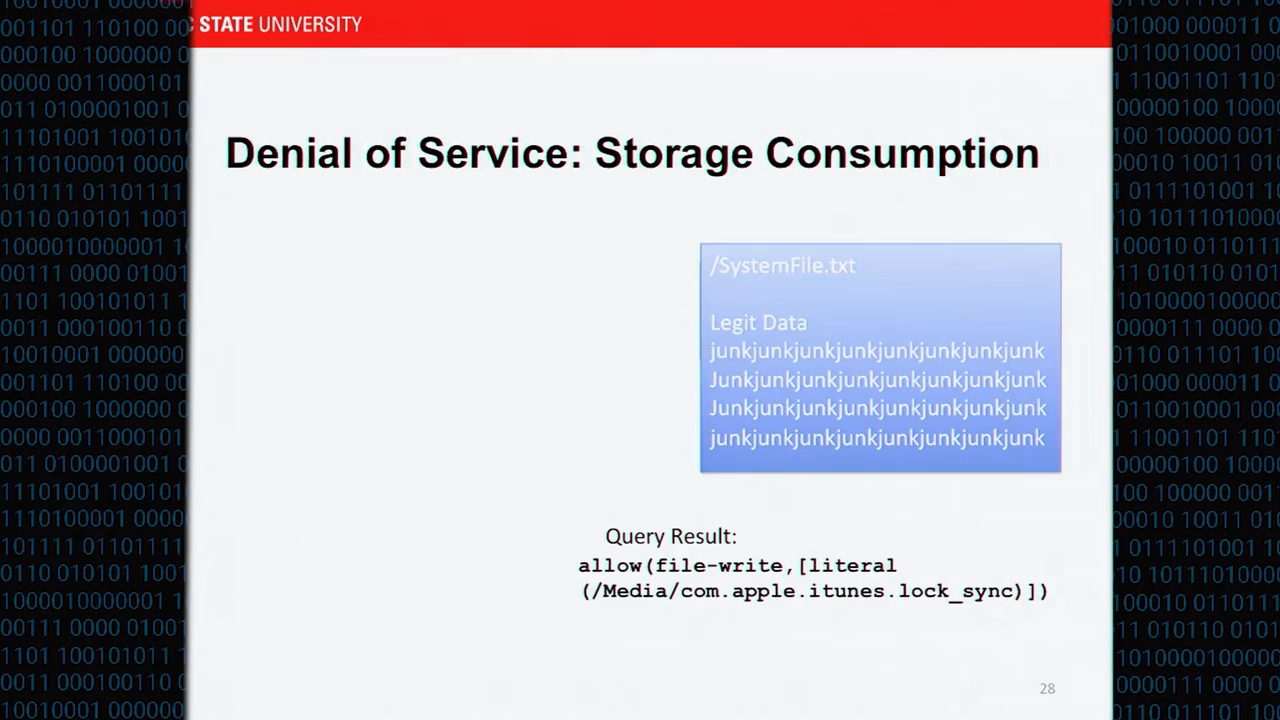 STATE UNIVERSITY
Denial of Service: Storage Consumption
/SystemFile.txt
Legit Data
junkjunkjunkjunkjunkjunkjunkjunk
Junkjunkjunkjunkjunkjunkjunkjunk
Junkjunkjunkjunkjunkjunkjunkjunk
junkjunkjunkjunkjunkjunkjunkjunk
Query Result:
allow(file-write,[literal
(/Media/com.apple.itunes.lock_sync)])
28